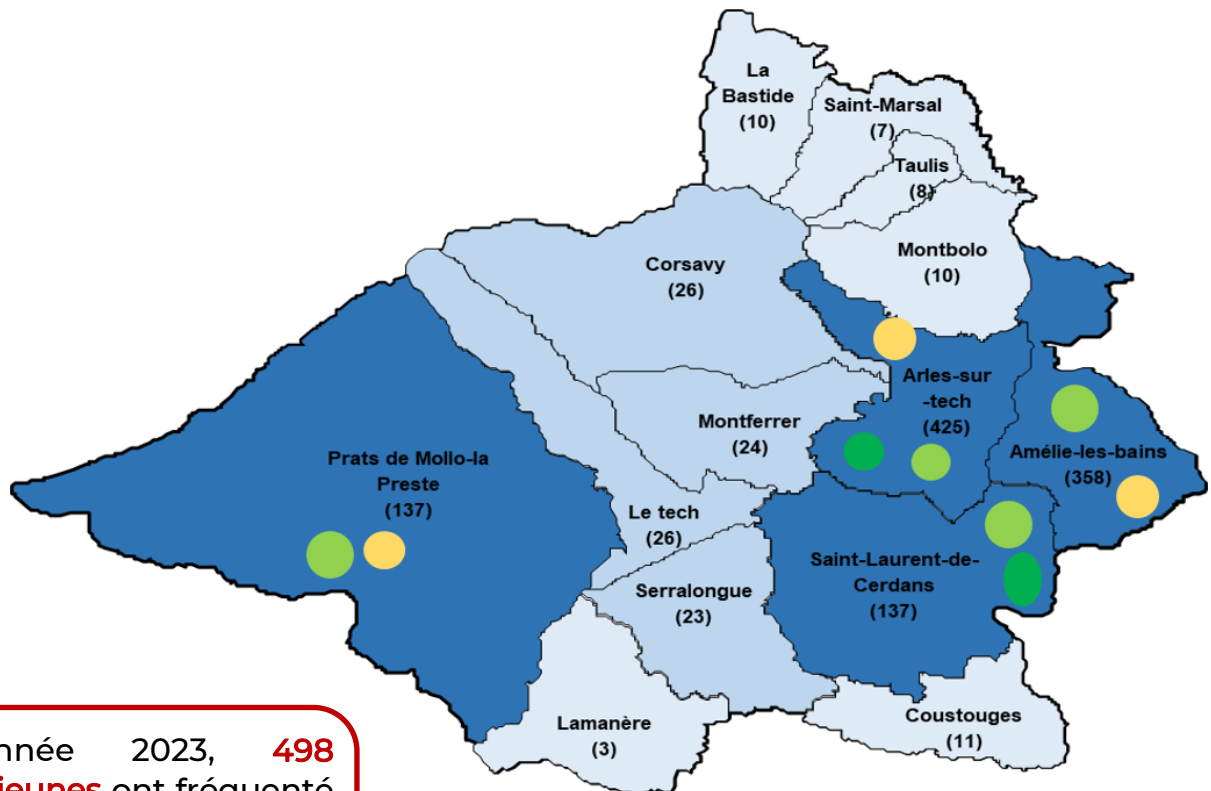 La
Bastide
(10)
Saint-Marsal
(7)
Taulis
(8)
Montbolo
(10)
Corsavy
(26)
Arles-sur
-tech
(425)
Montferrer
(24)
Amélie-les-bains
(358)
Prats de Mollo-la
Preste
(137)
Le tech
(26)
Saint-Laurent-de-
Cerdans
(137)
Serralongue
(23)
Lamanère
(3)
Coustouges
(11)
2023, 498
jeunes ont fréquenté